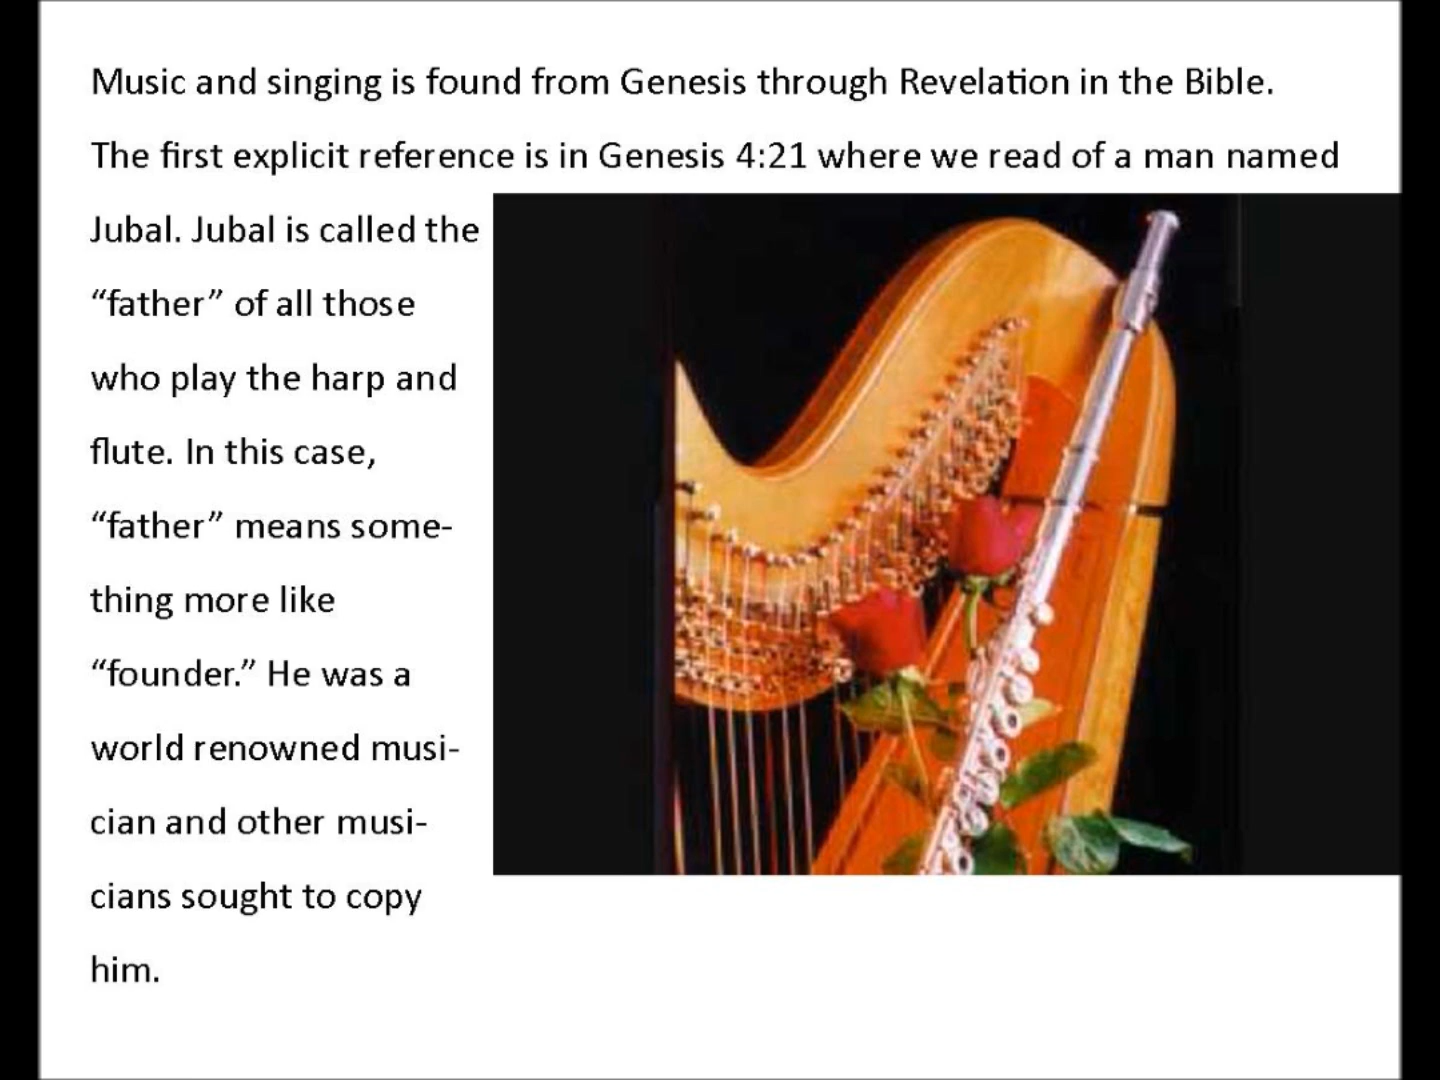 Music and singing is found from Genesis through Revelation in the Bible.
The first explicit reference is in Genesis 4:21 where we read of a man named
Jubal. Jubal is called the
“father” of all those
who play the harp and
flute. In this case,
“father” means some-
thing more like
“founder.” He was a
world renowned musi-
cian and other musi-
cians sought to copy
him.